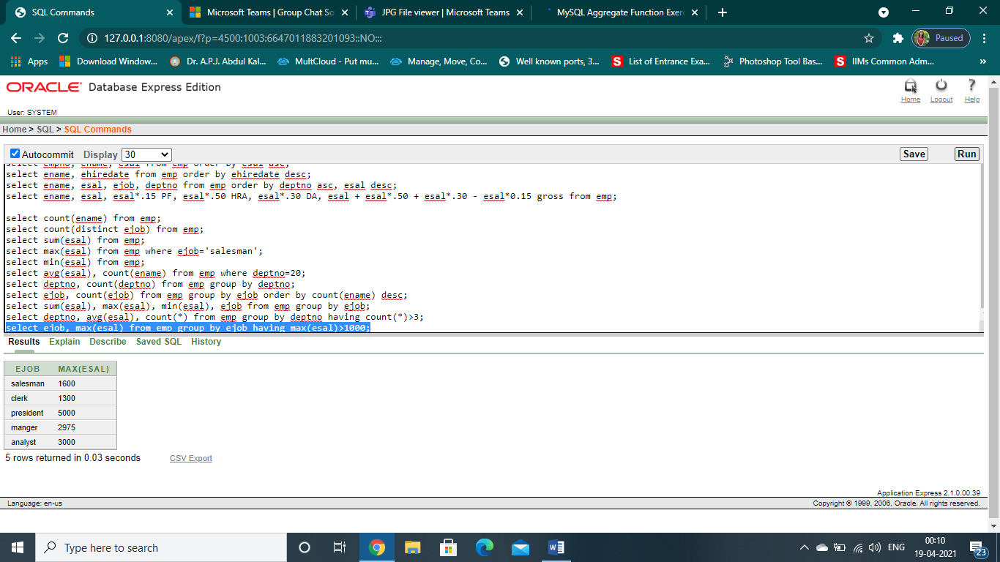 SQL Commands
Microsoft Teams | Group Chat So
JPG File viewer | Microsoft Teams
MySQL Aggregate Function Exer
127.0.0.1:8080/apex/f?p=4500:1003:6647011883201093::NO:::
Paused
Apps
Download Window...
Dr. A.P.J. Abdul Kal...
MultCloud - Put mu...
Manage, Move, Co...
Well known ports, 3...
List of Entrance Exa...
Photoshop Tool Bas...
IIMs Common Adm...
»
ORACLE Database Express Edition
Home
Logout
Help
User: SYSTEM
Home > SQL > SQL Commands
Autocommit Display 30
Save
Run
select empno, ename, esal from emp order by esal asc;
select ename, ehiredate from emp order by ehiredate desc;
select ename, esal, ejob, deptno from emp order by deptno asc, esal desc;
select ename, esal, esal*.15 PF, esal*.50 HRA, esal*.30 DA, esal + esal*.50 + esal*.30 - esal*0.15 gross from emp;
select count(ename) from emp;
select count(distinct ejob) from emp;
select sum(esal) from emp;
select max(esal) from emp where ejob='salesman';
select min(esal) from emp;
select avg(esal), count(ename) from emp where deptno=20;
select deptno, count(deptno) from emp group by deptno;
select ejob, count(ejob) from emp group by ejob order by count(ename) desc;
select sum(esal), max(esal), min(esal), ejob from emp group by ejob;
select deptno, avg(esal), count(*) from emp group by deptno having count(*)>3;
select ejob, max(esal) from emp group by ejob having max(esal)>1000;
Results Explain Describe Saved SQL History
EJOB MAX(ESAL)
salesman 1600
clerk 1300
president 5000
manger 2975
analyst 3000
5 rows returned in 0.03 seconds
CSV Export
Application Express 2.1.0.00.39
Language: en-us
Copyright © 1999, 2006, Oracle. All rights reserved.
Type here to search
ENG
00:10
19-04-2021
23